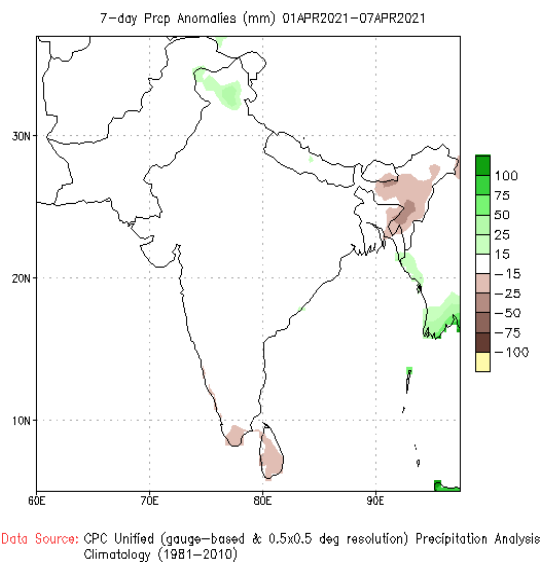 7-day Prcp Anomalies (mm) 01APR2021-07APR2021
30N
20N
10N
60E 70E 80E 90E
100
75
50
25
15
-15
-25
-50
-75
-100
Data Source: CPC Unified (gauge-based & 0.5x0.5 deg resolution) Precipitation Analysis
Climatology (1981-2010)